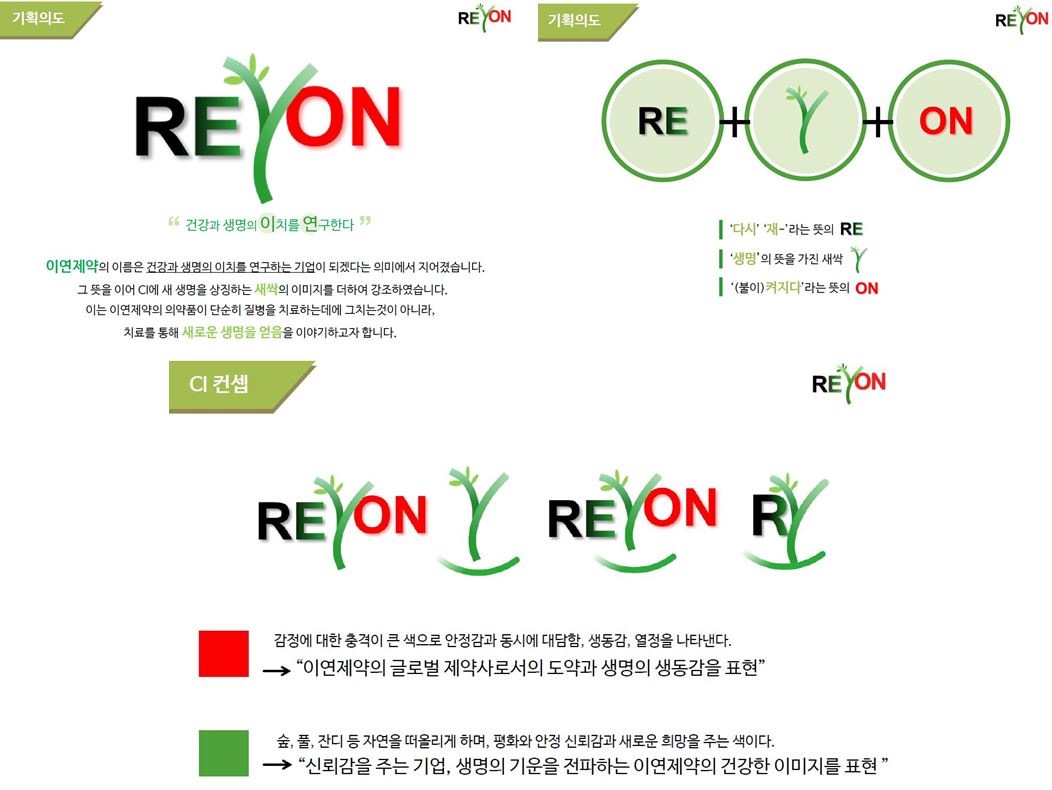 기획의도
REYON
REYON
“ 건강과 생명의 이치를 연구한다 ”
이연제약의 이름은 건강과 생명의 이치를 연구하는 기업이 되겠다는 의미에서 지어졌습니다.
그 뜻을 이어 CI에 새 생명을 상징하는 새싹의 이미지를 더하여 강조하였습니다.
이는 이연제약의 의약품이 단순히 질병을 치료하는데에 그치는것이 아니라,
치료를 통해 새로운 생명을 얻음을 이야기하고자 합니다.
기획의도
REYON
RE + Y + ON
‘다시’ ‘재-’라는 뜻의 RE
‘생명’의 뜻을 가진 새싹 Y
‘(불이)켜지다’라는 뜻의 ON
CI 컨셉
REYON
REYON Y REYON RY
감정에 대한 충격이 큰 색으로 안정감과 동시에 대담함, 생동감, 열정을 나타낸다.
→ “이연제약의 글로벌 제약사로서의 도약과 생명의 생동감을 표현”
숲, 풀, 잔디 등 자연을 떠올리게 하며, 평화와 안정 신뢰감과 새로운 희망을 주는 색이다.
→ “신뢰감을 주는 기업, 생명의 기운을 전파하는 이연제약의 건강한 이미지를 표현 ”